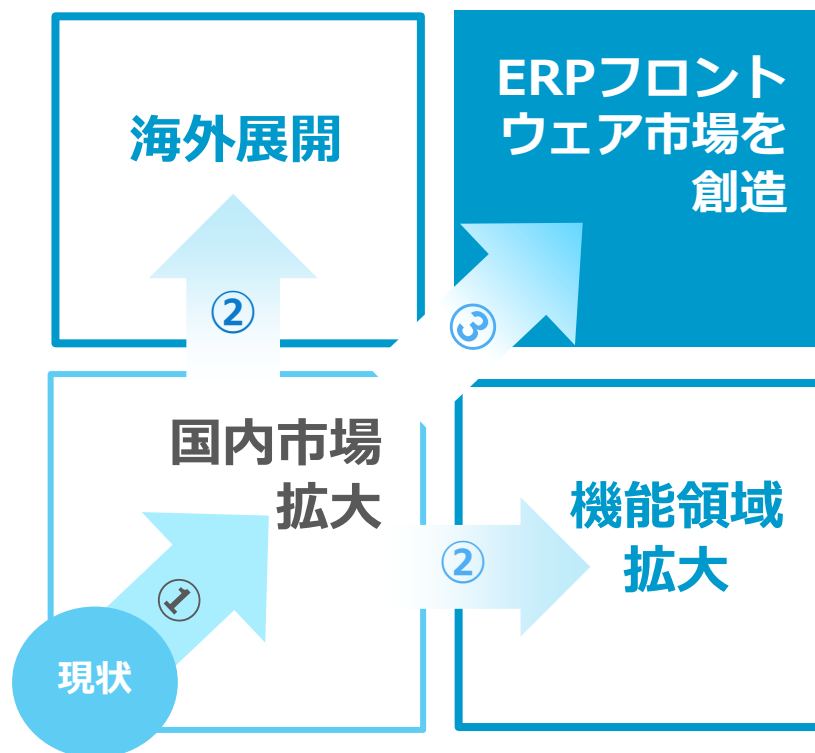 海外展開
ERPフロント
ウェア市場を
創造
②
③
国内市場
拡大
機能領域
拡大
②
①
現状